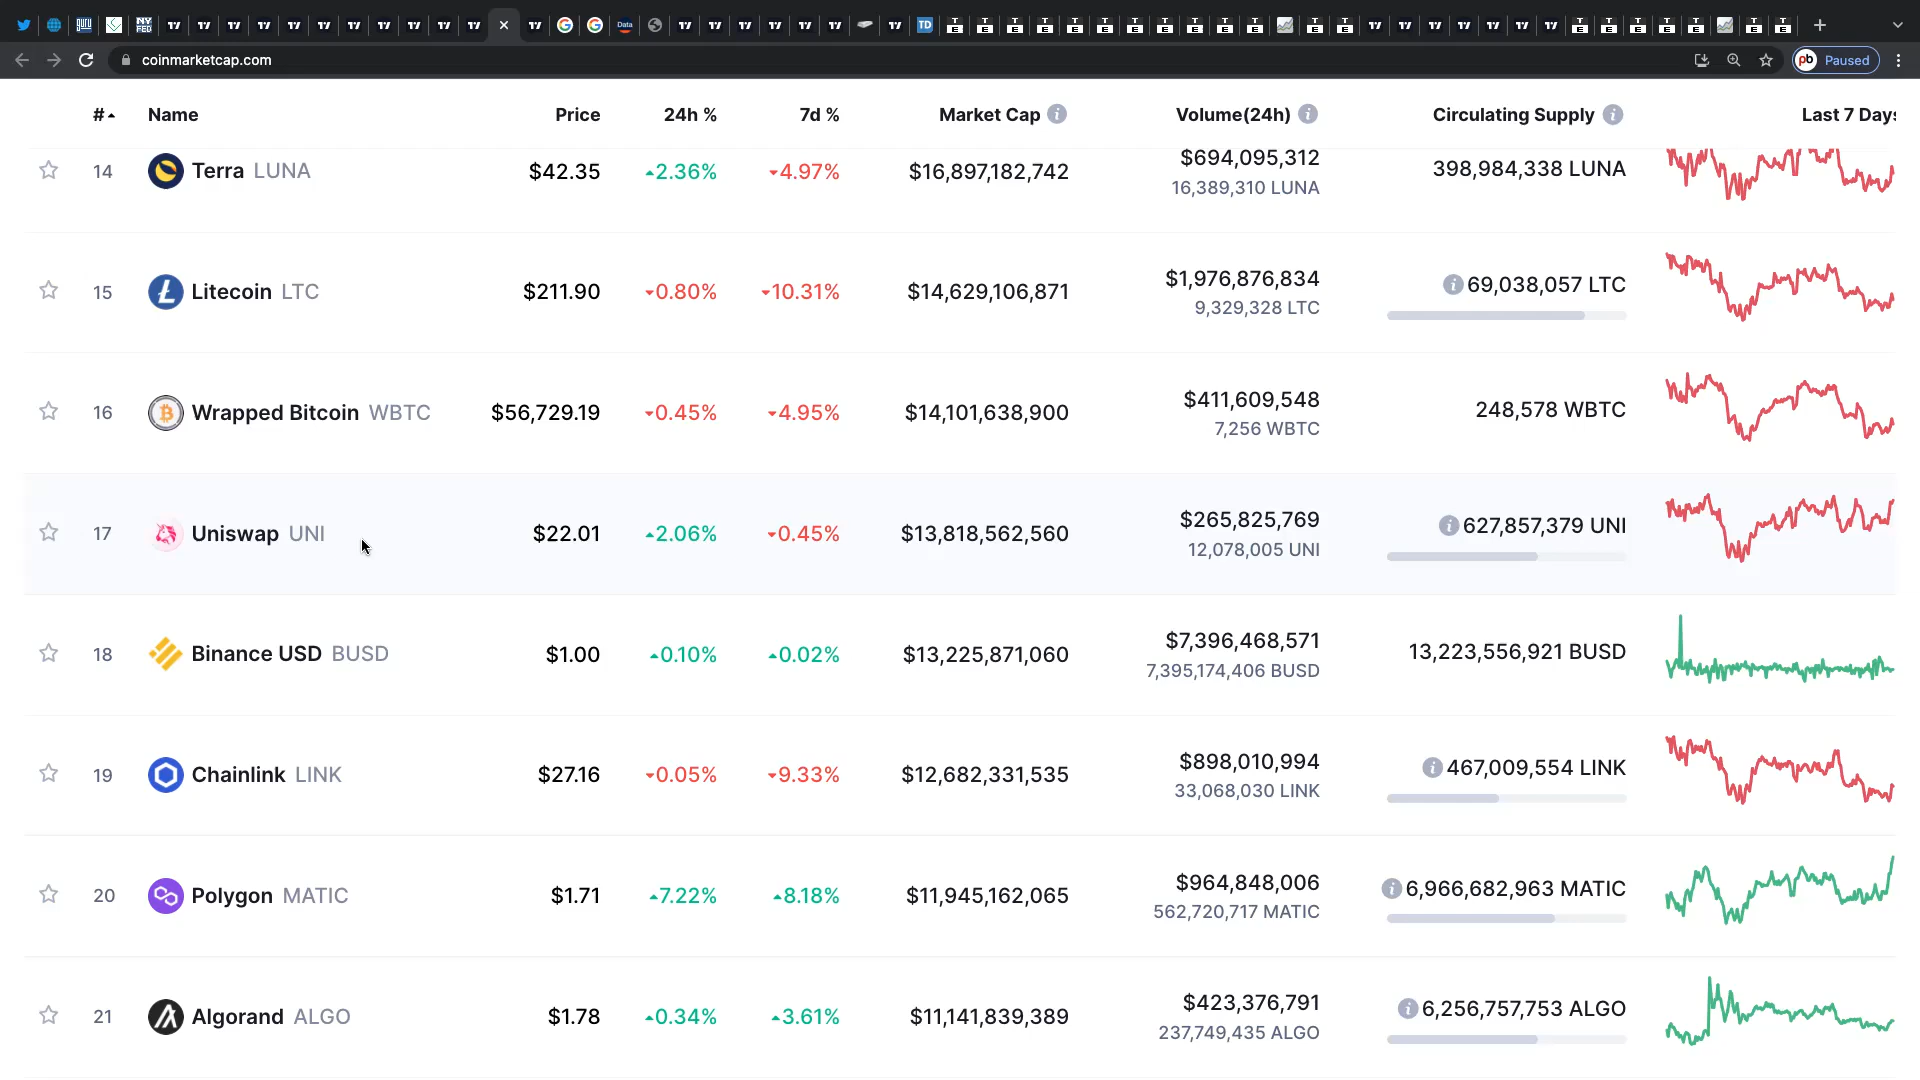 coinmarketcap.com
Paused
# Name Price 24h % 7d % Market Cap Volume(24h) Circulating Supply Last 7 Days
14 Terra LUNA $42.35 2.36% 4.97% $16,897,182,742 $694,095,312 398,984,338 LUNA
16,389,310 LUNA
15 Litecoin LTC $211.90 0.80% 10.31% $14,629,106,871 $1,976,876,834 69,038,057 LTC
9,329,328 LTC
16 Wrapped Bitcoin WBTC $56,729.19 0.45% 4.95% $14,101,638,900 $411,609,548 248,578 WBTC
7,256 WBTC
17 Uniswap UNI $22.01 2.06% 0.45% $13,818,562,560 $265,825,769 627,857,379 UNI
12,078,005 UNI
18 Binance USD BUSD $1.00 0.10% 0.02% $13,225,871,060 $7,396,468,571 13,223,556,921 BUSD
7,395,174,406 BUSD
19 Chainlink LINK $27.16 0.05% 9.33% $12,682,331,535 $898,010,994 467,009,554 LINK
33,068,030 LINK
20 Polygon MATIC $1.71 7.22% 8.18% $11,945,162,065 $964,848,006 6,966,682,963 MATIC
562,720,717 MATIC
21 Algorand ALGO $1.78 0.34% 3.61% $11,141,839,389 $423,376,791 6,256,757,753 ALGO
237,749,435 ALGO